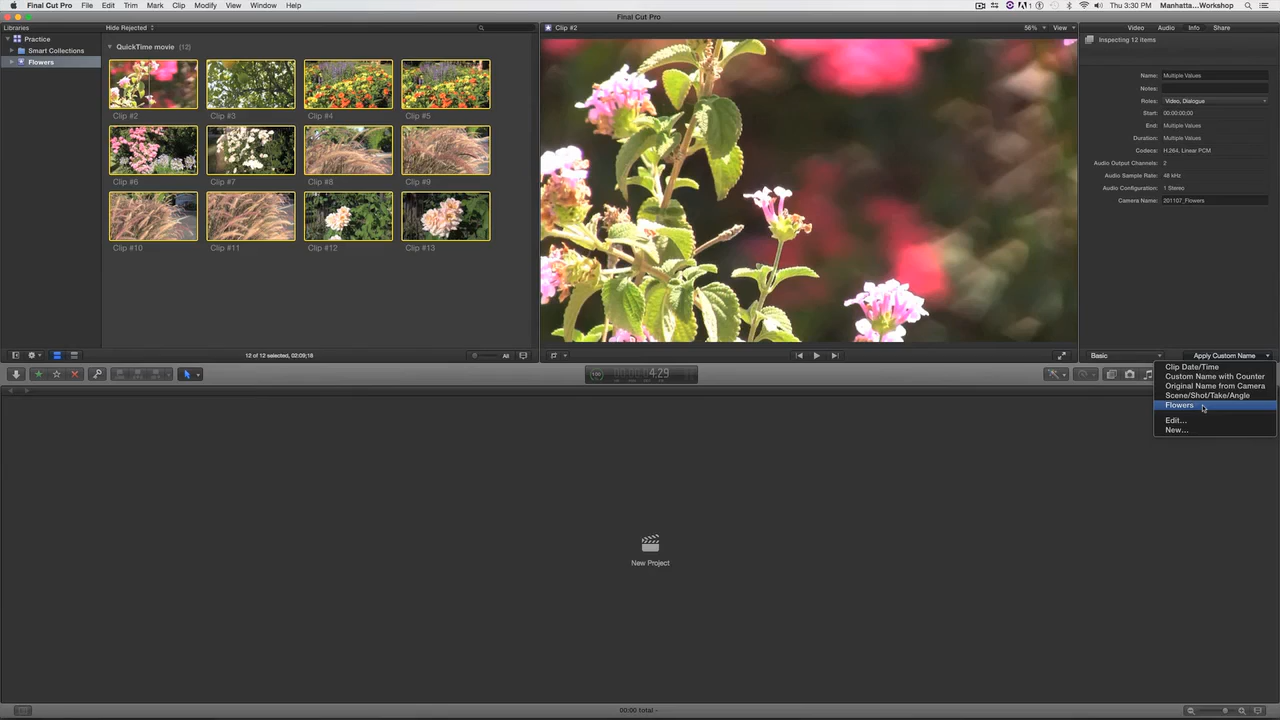 Final Cut Pro File Edit Trim Mark Clip Modify View Window Help
Thu 3:30 PM Manhatta...Workshop
Final Cut Pro
Libraries
Hide Rejected
Clip #2
56%
View
Video Audio Info Share
Practice
Smart Collections
Flowers
QuickTime movie (12)
Clip #2 Clip #3 Clip #4 Clip #5
Clip #6 Clip #7 Clip #8 Clip #9
Clip #10 Clip #11 Clip #12 Clip #13
Inspecting 12 items
Name: Multiple Values
Notes:
Roles: Video, Dialogue
Start: 00:00:00;00
End: Multiple Values
Duration: Multiple Values
Codecs: H.264, Linear PCM
Audio Output Channels: 2
Audio Sample Rate: 48 kHz
Audio Configuration: 1 Stereo
Camera Name: 201107_Flowers
12 of 12 selected, 02:09;18
All
Basic
Apply Custom Name
Clip Date/Time
Custom Name with Counter
Original Name from Camera
Scene/Shot/Take/Angle
Flowers
Edit...
New...
100
4:29
New Project
00:00 total -